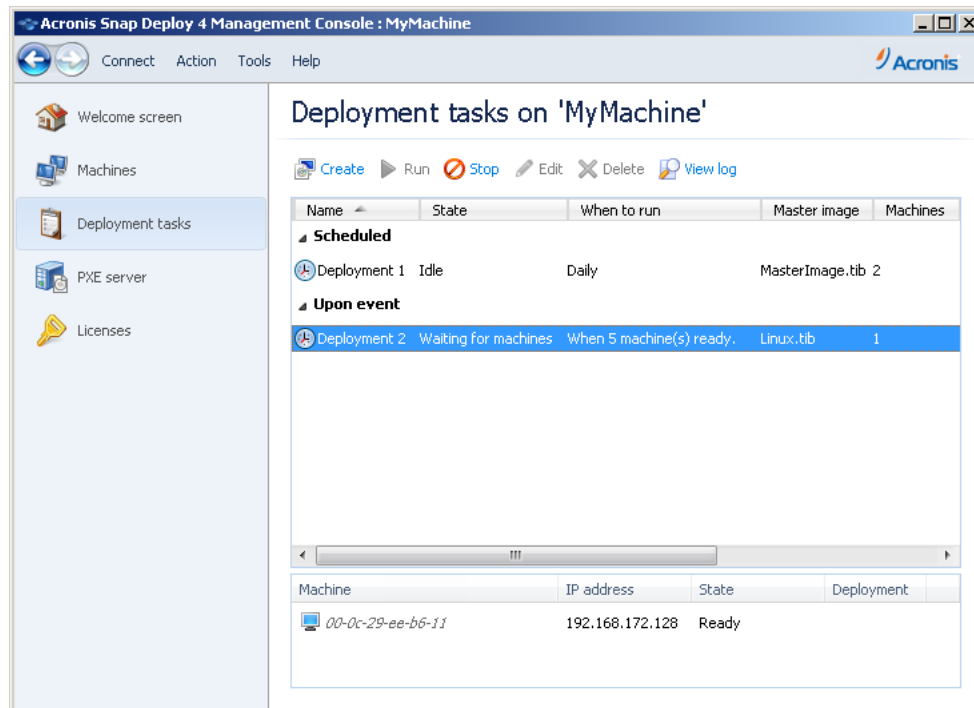 Acronis Snap Deploy 4 Management Console : MyMachine
Connect Action Tools Help
Acronis
Welcome screen
Machines
Deployment tasks
PXE server
Licenses
Deployment tasks on 'MyMachine'
Create Run Stop Edit Delete View log
Name State When to run Master image Machines
Scheduled
Deployment 1 Idle Daily MasterImage.tib 2
Upon event
Deployment 2 Waiting for machines When 5 machine(s) ready. Linux.tib 1
Machine IP address State Deployment
00-0c-29-ee-b6-11 192.168.172.128 Ready